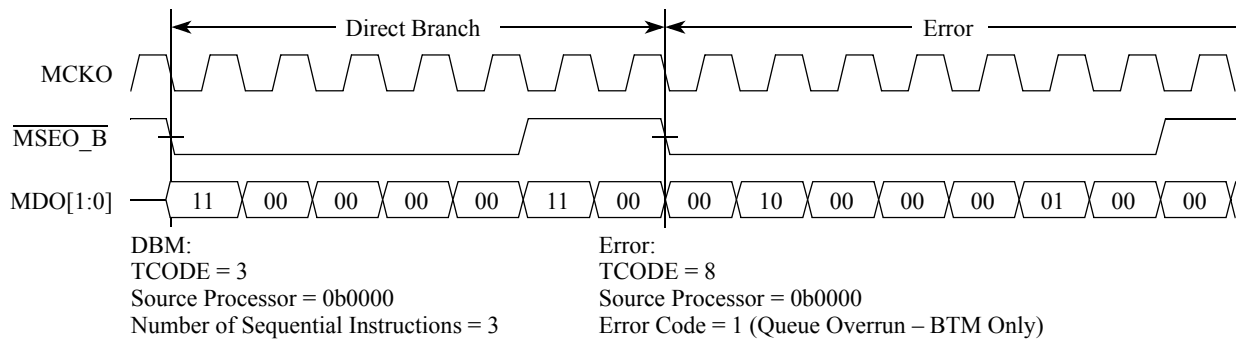 Direct Branch Error
MCKO
MSEO_B
MDO[1:0] 11 00 00 00 00 11 00 00 10 00 00 00 01 00 00
DBM:
TCODE = 3
Source Processor = 0b0000
Number of Sequential Instructions = 3
Error:
TCODE = 8
Source Processor = 0b0000
Error Code = 1 (Queue Overrun – BTM Only)